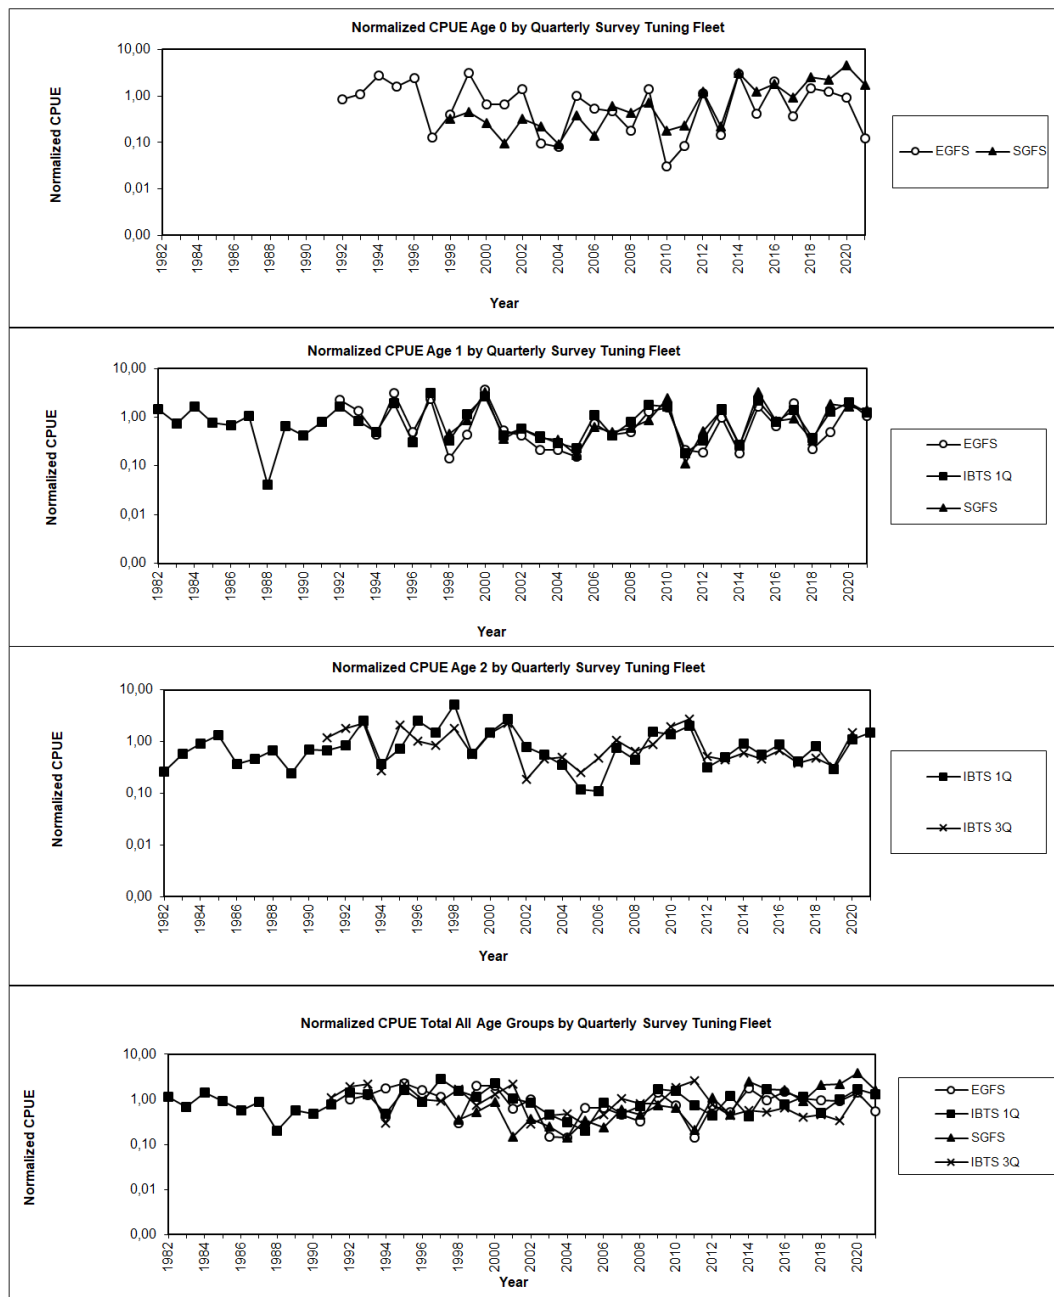 Normalized CPUE Age 0 by Quarterly Survey Tuning Fleet
Normalized CPUE
10,00
1,00
0,10
0,01
0,00
1982 1984 1986 1988 1990 1992 1994 1996 1998 2000 2002 2004 2006 2008 2010 2012 2014 2016 2018 2020
Year
EGFS SGFS
Normalized CPUE Age 1 by Quarterly Survey Tuning Fleet
Normalized CPUE
10,00
1,00
0,10
0,01
0,00
1982 1984 1986 1988 1990 1992 1994 1996 1998 2000 2002 2004 2006 2008 2010 2012 2014 2016 2018 2020
Year
EGFS
IBTS 1Q
SGFS
Normalized CPUE Age 2 by Quarterly Survey Tuning Fleet
Normalized CPUE
10,00
1,00
0,10
0,01
0,00
1982 1984 1986 1988 1990 1992 1994 1996 1998 2000 2002 2004 2006 2008 2010 2012 2014 2016 2018 2020
Year
IBTS 1Q
IBTS 3Q
Normalized CPUE Total All Age Groups by Quarterly Survey Tuning Fleet
Normalized CPUE
10,00
1,00
0,10
0,01
0,00
1982 1984 1986 1988 1990 1992 1994 1996 1998 2000 2002 2004 2006 2008 2010 2012 2014 2016 2018 2020
Year
EGFS
IBTS 1Q
SGFS
IBTS 3Q